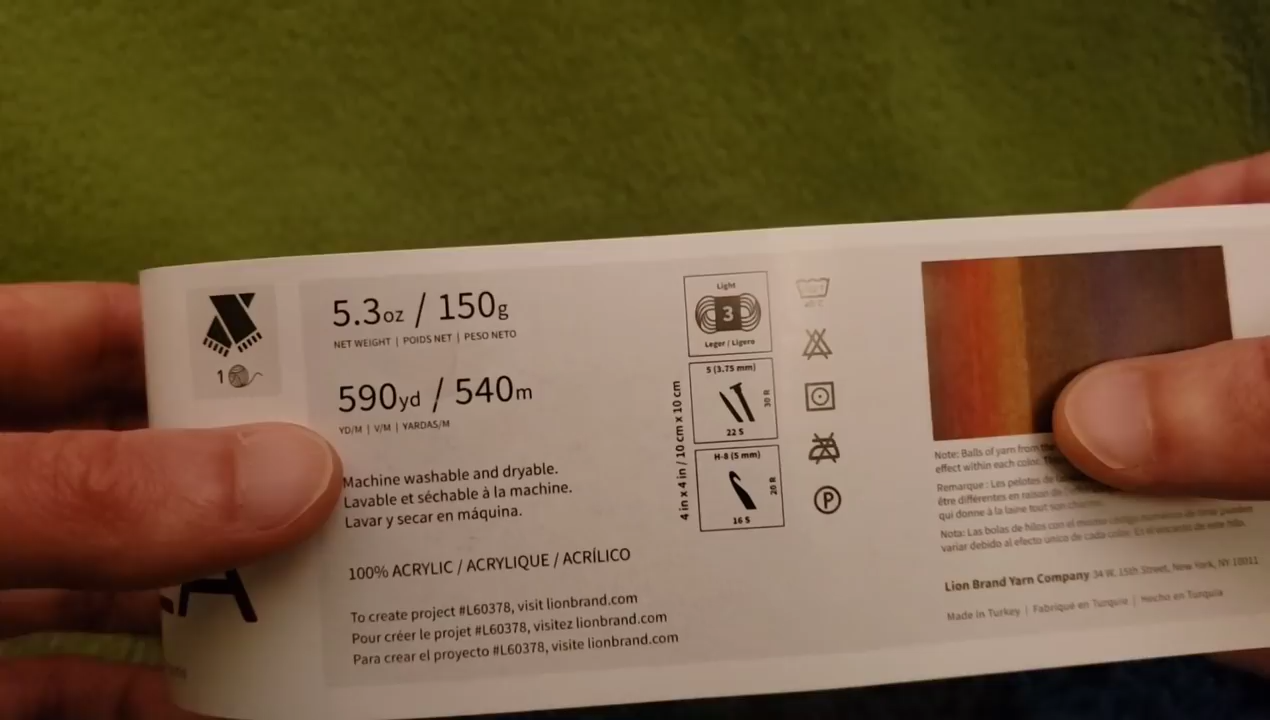 1
A
5.3oz / 150g
NET WEIGHT | POIDS NET | PESO NETO
590yd / 540m
YD/M | V/M | YARDAS/M
Machine washable and dryable.
Lavable et séchable à la machine.
Lavar y secar en máquina.
100% ACRYLIC / ACRYLIQUE / ACRÍLICO
To create project #L60378, visit lionbrand.com
Pour créer le projet #L60378, visitez lionbrand.com
Para crear el proyecto #L60378, visite lionbrand.com
4 in x 4 in / 10 cm x 10 cm
Light
3
Leger / Ligero
5 (3.75 mm)
30 R
22 S
H-8 (5 mm)
20 R
16 S
P
Note: Balls of yarn from
effect within each color.
Remarque : Les pelotes de
être différentes en raison de
qui donne à la laine tout son
Nota: Las bolas de hilos con el mismo
variar debido al efecto único de cada color. Es el encanto de este hilo.
Lion Brand Yarn Company 34 W. 15th Street, New York, NY 10011
Made in Turkey | Fabriqué en Turquie | Hecho en Turquía